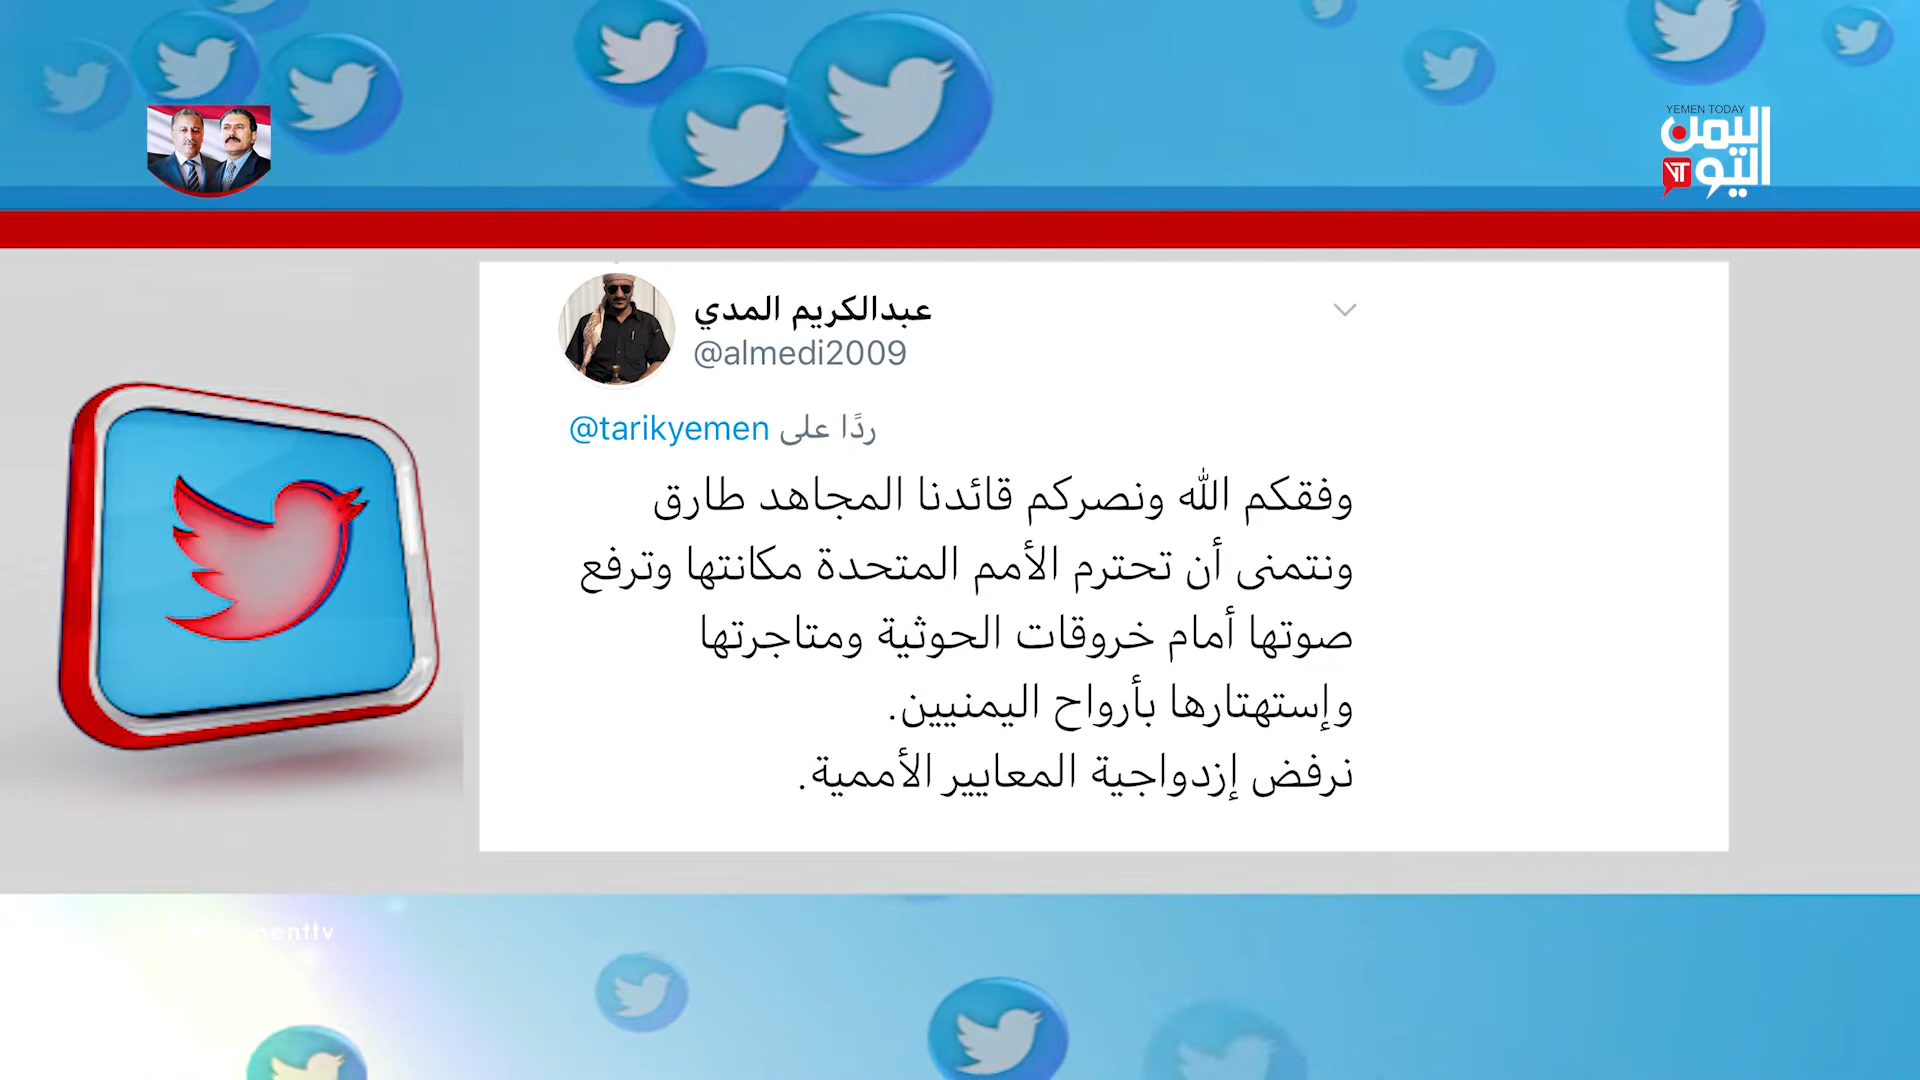 YEMEN TODAY
اليمن
اليوم
YT
عبدالكريم المدي
@almedi2009
ردًا على @tarikyemen
وفقكم الله ونصركم قائدنا المجاهد طارق
ونتمنى أن تحترم الأمم المتحدة مكانتها وترفع
صوتها أمام خروقات الحوثية ومتاجرتها
وإستهتارها بأرواح اليمنيين.
نرفض إزدواجية المعايير الأممية.